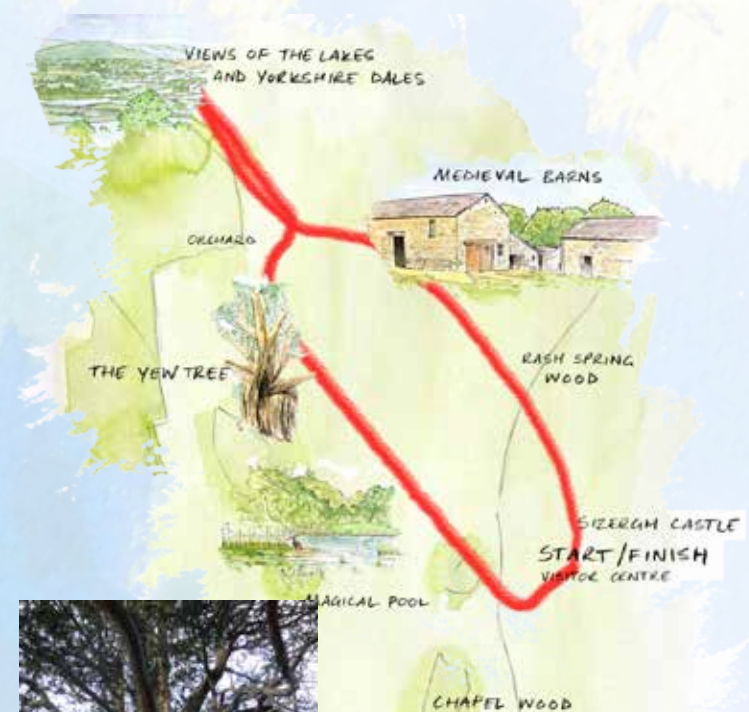 VIEWS OF THE LAKES
AND YORKSHIRE DALES
MEDIEVAL BARNS
ORCHARD
THE YEW TREE
RASH SPRING
WOOD
SIZERGH CASTLE
START/FINISH
VISITOR CENTRE
MAGICAL POOL
CHAPEL WOOD